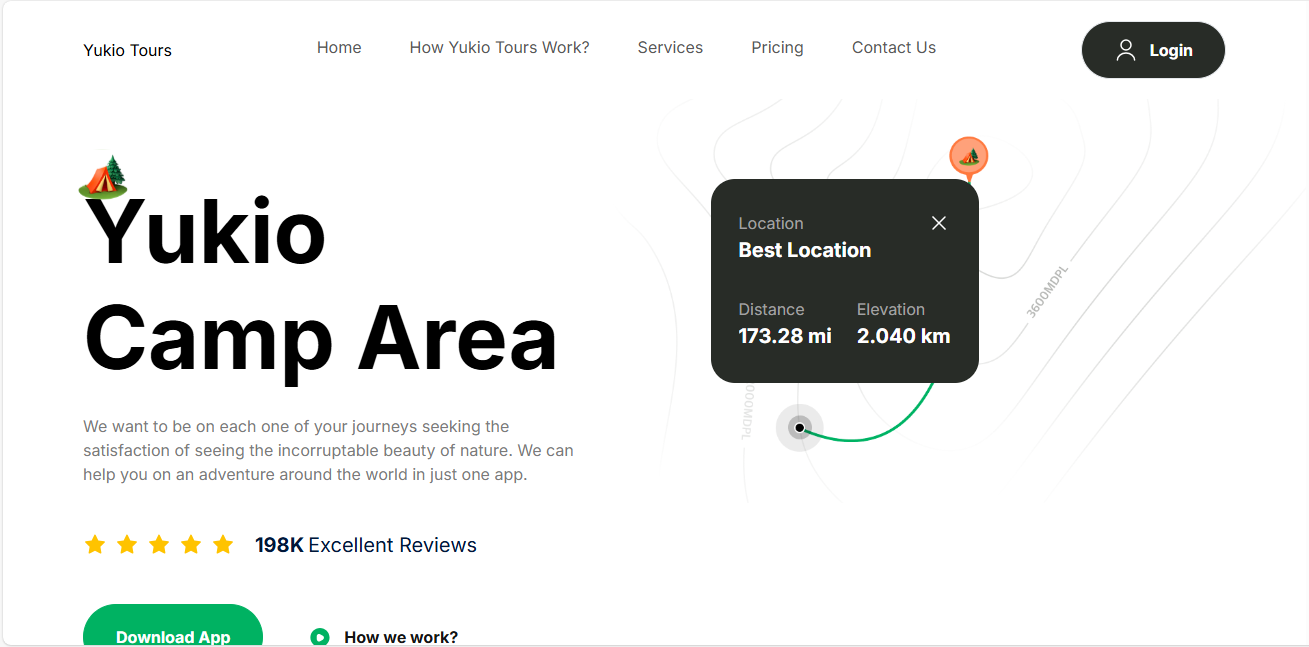 Yukio Tours
Home
How Yukio Tours Work?
Services
Pricing
Contact Us
Login
Yukio
Camp Area
We want to be on each one of your journeys seeking the
satisfaction of seeing the incorruptable beauty of nature. We can
help you on an adventure around the world in just one app.
198K Excellent Reviews
Download App
How we work?
Location
Best Location
Distance
Elevation
173.28 mi
2.040 km
3600MDPL
000MDPL